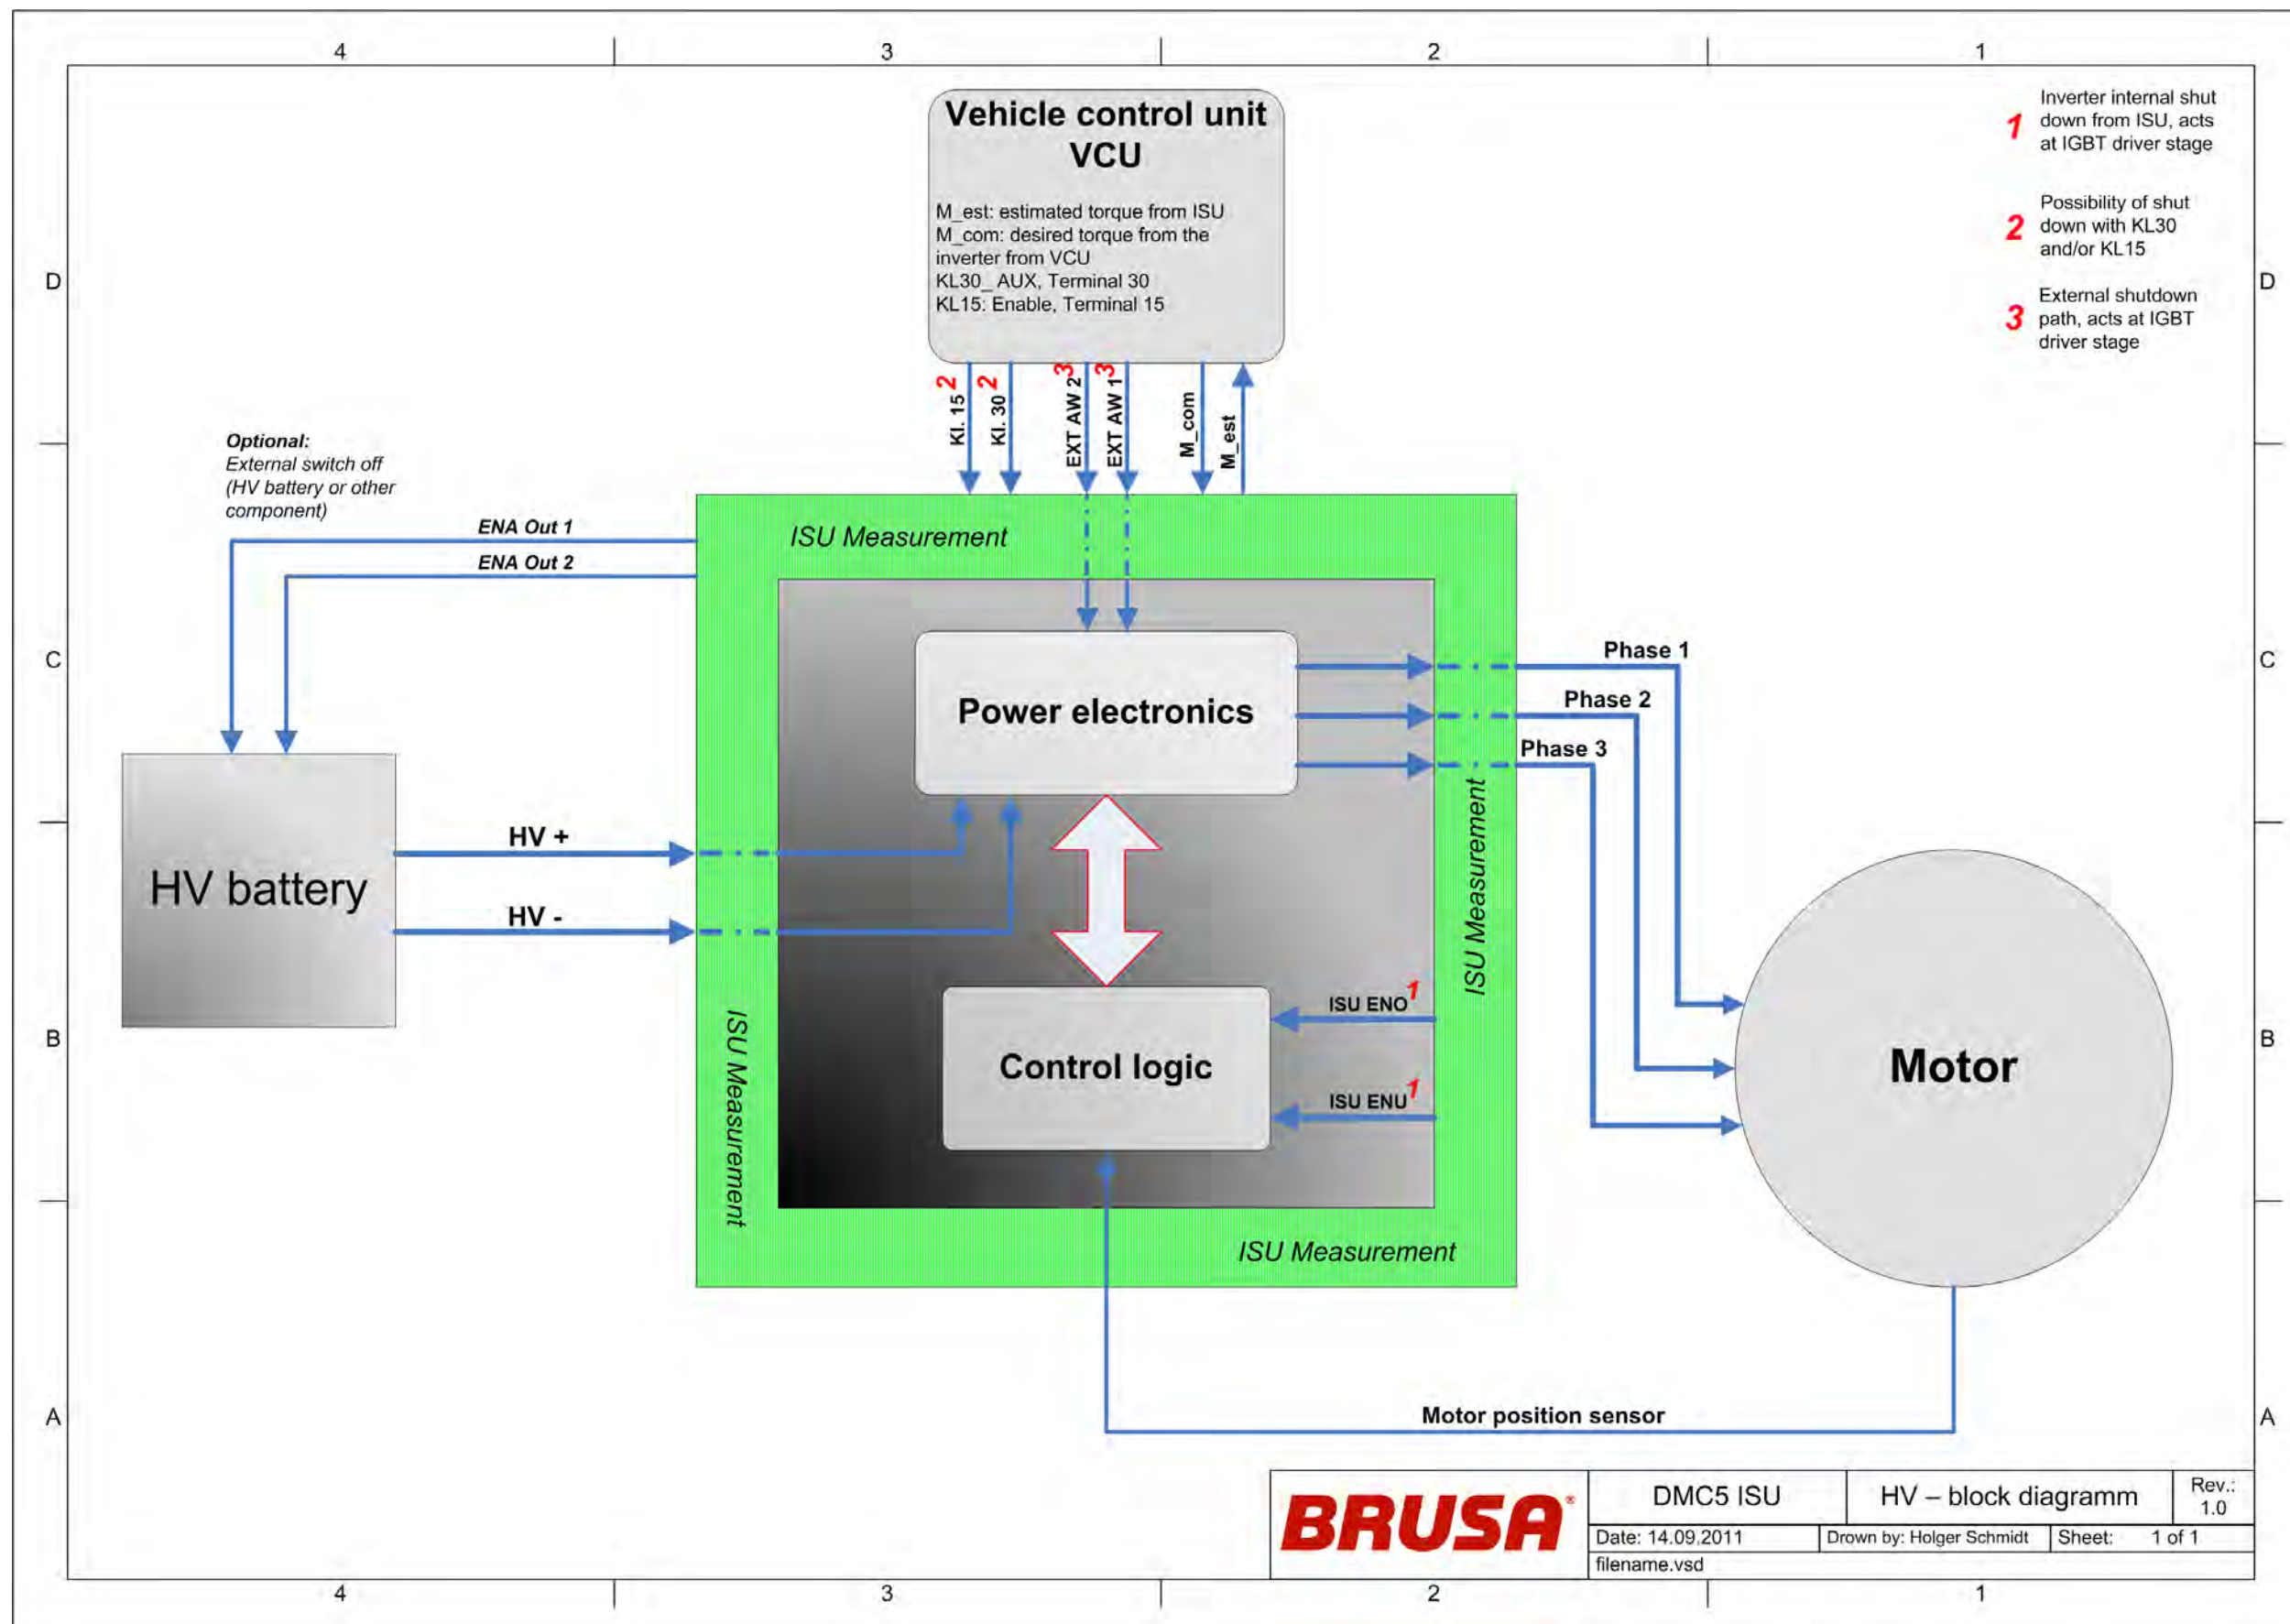 4 3 2 1
Vehicle control unit
VCU
M_est: estimated torque from ISU
M_com: desired torque from the
inverter from VCU
KL30_ AUX, Terminal 30
KL15: Enable, Terminal 15
1
Inverter internal shut
down from ISU, acts
at IGBT driver stage
2
Possibility of shut
down with KL30
and/or KL15
3
External shutdown
path, acts at IGBT
driver stage
D
D
Kl. 15 2
Kl. 30 2
EXT AW 2 3
EXT AW 1 3
M_com
M_est
Optional:
External switch off
(HV battery or other
component)
ENA Out 1
ENA Out 2
ISU Measurement
C
C
Power electronics
Phase 1
Phase 2
Phase 3
ISU Measurement
HV battery
HV +
HV -
B
B
ISU ENO 1
Control logic
ISU ENU 1
ISU Measurement
Motor
ISU Measurement
A
A
Motor position sensor
BRUSA®
DMC5 ISU
HV – block diagramm
Rev.:
1.0
Date: 14.09.2011
Drown by: Holger Schmidt
Sheet: 1 of 1
filename.vsd
4 3 2 1